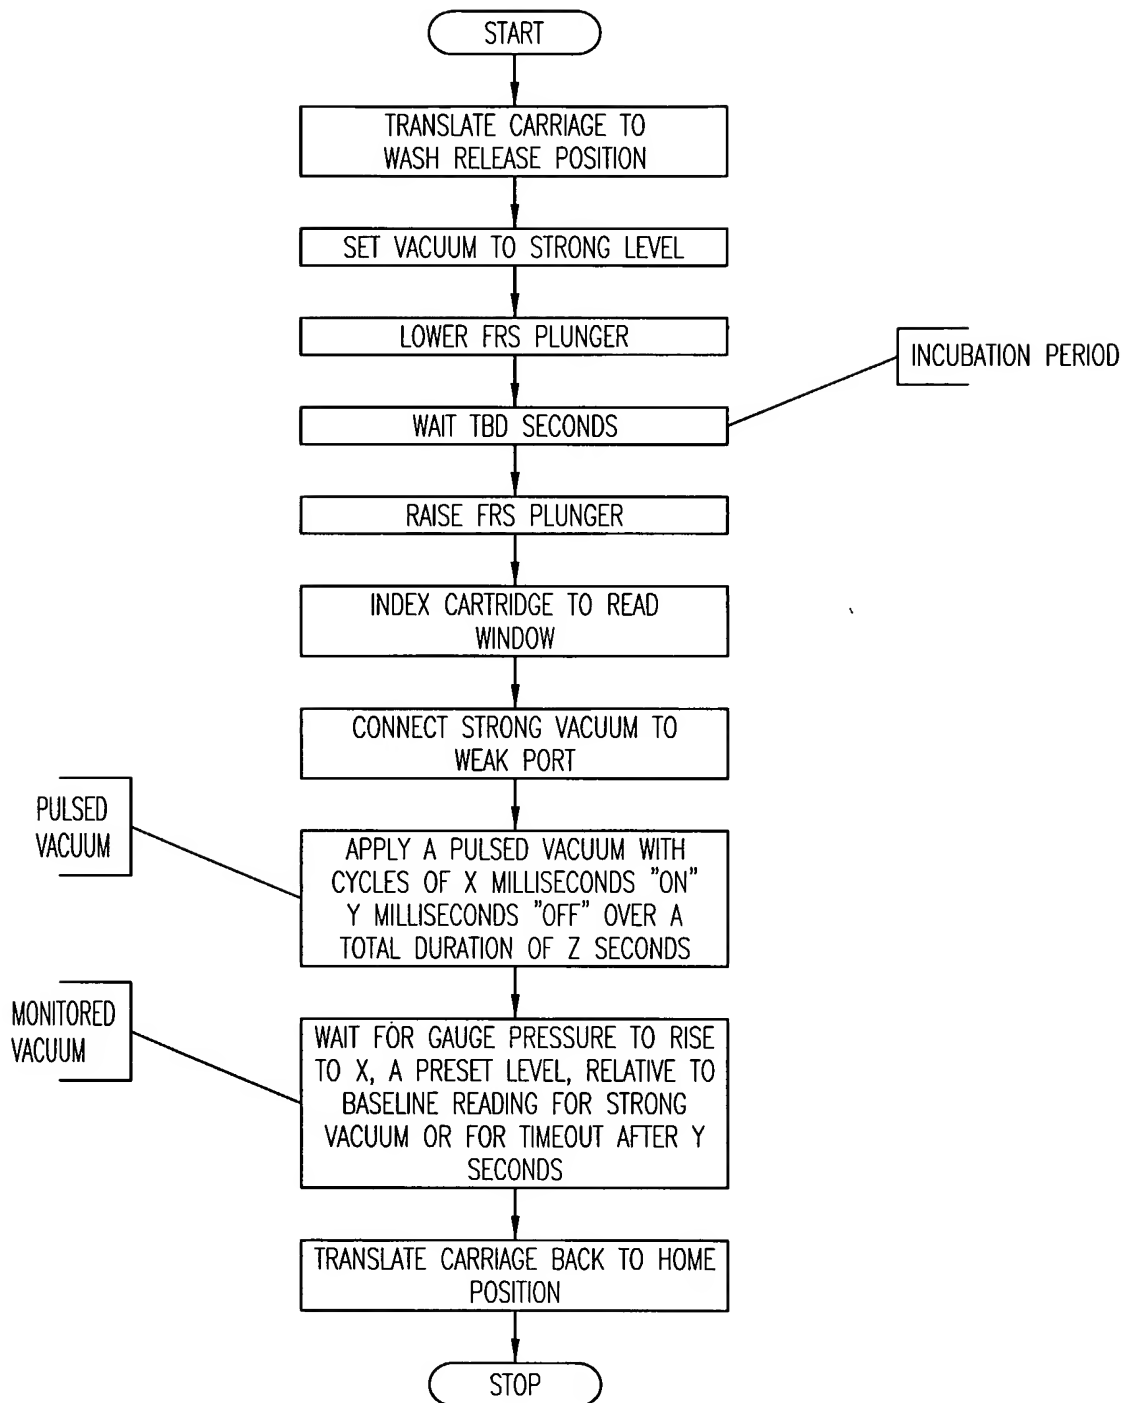 START
TRANSLATE CARRIAGE TO
WASH RELEASE POSITION
SET VACUUM TO STRONG LEVEL
LOWER FRS PLUNGER
INCUBATION PERIOD
WAIT TBD SECONDS
RAISE FRS PLUNGER
INDEX CARTRIDGE TO READ
WINDOW
CONNECT STRONG VACUUM TO
WEAK PORT
PULSED
VACUUM
APPLY A PULSED VACUUM WITH
CYCLES OF X MILLISECONDS "ON"
Y MILLISECONDS "OFF" OVER A
TOTAL DURATION OF Z SECONDS
MONITORED
VACUUM
WAIT FOR GAUGE PRESSURE TO RISE
TO X, A PRESET LEVEL, RELATIVE TO
BASELINE READING FOR STRONG
VACUUM OR FOR TIMEOUT AFTER Y
SECONDS
TRANSLATE CARRIAGE BACK TO HOME
POSITION
STOP